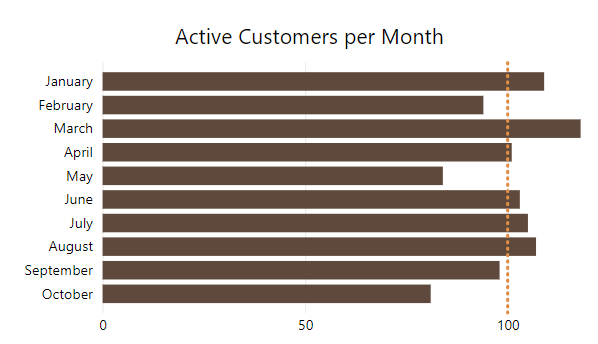 Active Customers per Month
January
February
March
April
May
June
July
August
September
October
0 50 100